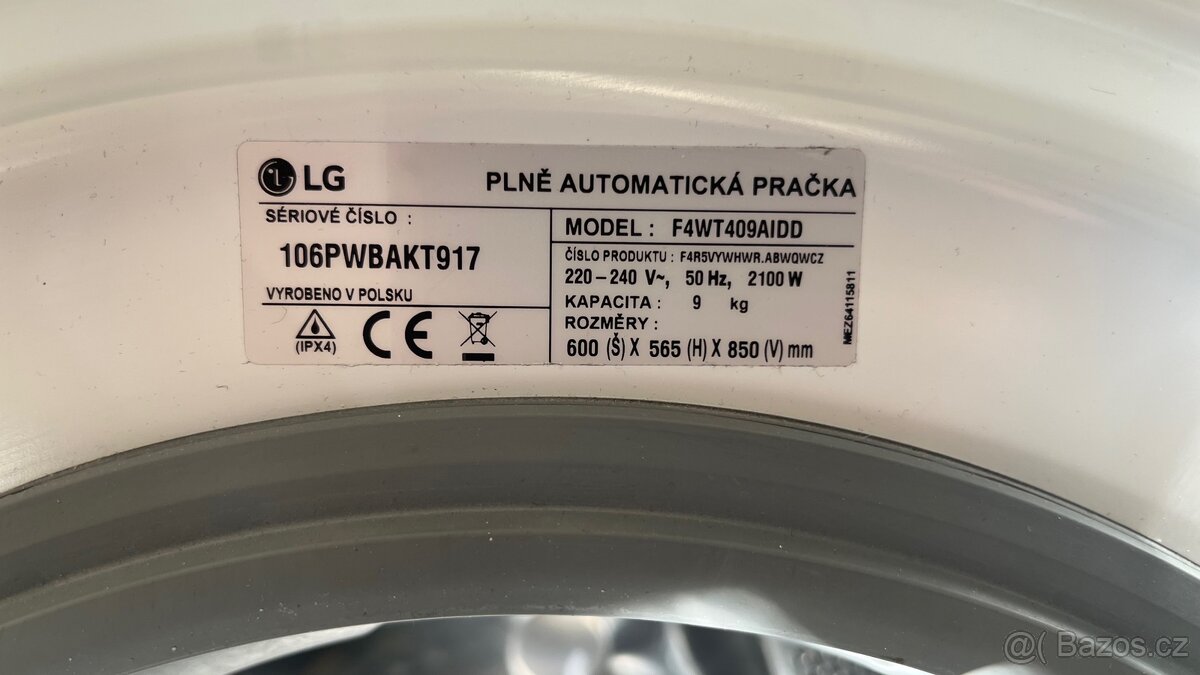 LG
PLNĚ AUTOMATICKÁ PRAČKA
SÉRIOVÉ ČÍSLO :
106PWBAKT917
VYROBENO V POLSKU
(IPX4)
CE
MODEL : F4WT409AIDD
ČÍSLO PRODUKTU : F4R5VYWHWR.ABWQWCZ
220-240 V~, 50 Hz, 2100 W
KAPACITA : 9 kg
ROZMĚRY :
600 (Š) X 565 (H) X 850 (V) mm
MEZ64115811
@( Bazos.cz